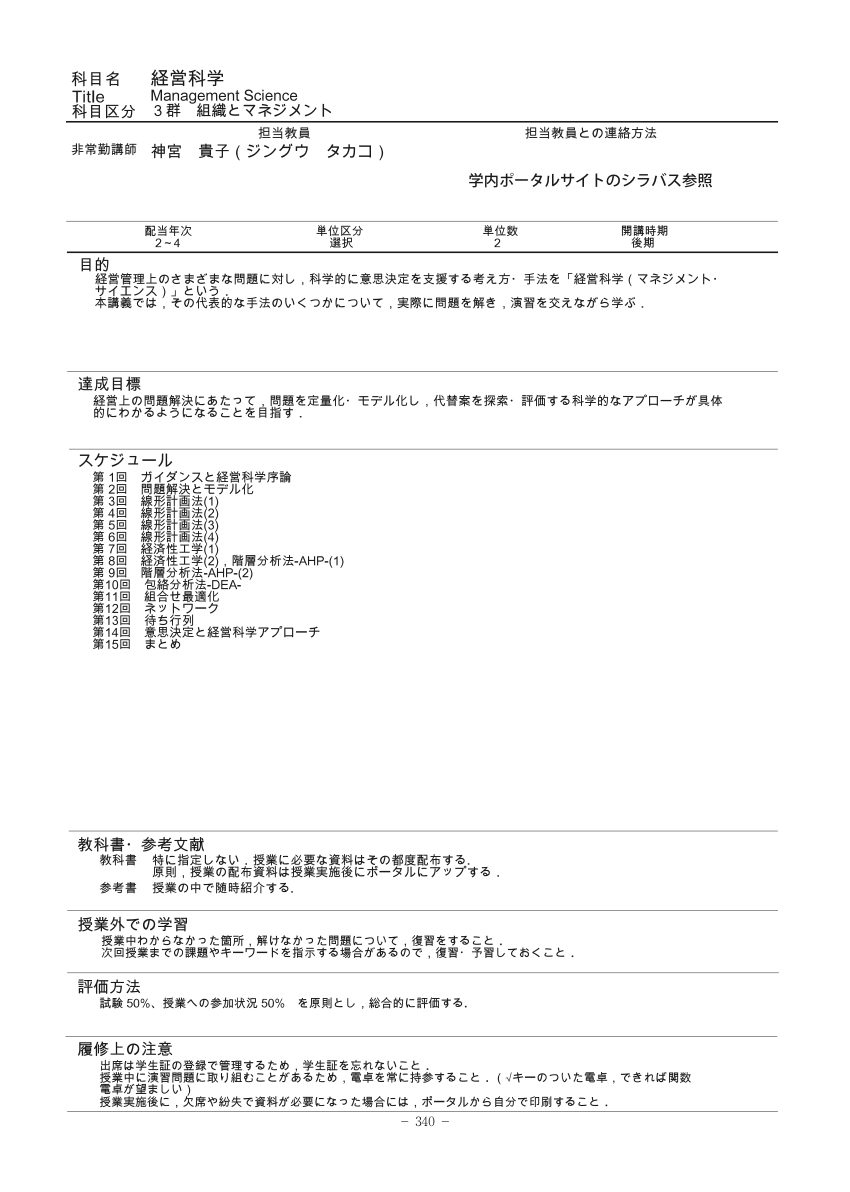 科目名　経営科学
Title　Management Science
科目区分　３群　組織とマネジメント
担当教員　担当教員との連絡方法
非常勤講師　神宮　貴子（ジングウ　タカコ）
学内ポータルサイトのシラバス参照
配当年次　単位区分　単位数　開講時期
2～4　選択　2　後期
目的
経営管理上のさまざまな問題に対し，科学的に意思決定を支援する考え方・手法を「経営科学（マネジメント・
サイエンス）」という．
本講義では，その代表的な手法のいくつかについて，実際に問題を解き，演習を交えながら学ぶ．
達成目標
経営上の問題解決にあたって，問題を定量化・モデル化し，代替案を探索・評価する科学的なアプローチが具体
的にわかるようになることを目指す．
スケジュール
第 1回　ガイダンスと経営科学序論
第 2回　問題解決とモデル化
第 3回　線形計画法(1)
第 4回　線形計画法(2)
第 5回　線形計画法(3)
第 6回　線形計画法(4)
第 7回　経済性工学(1)
第 8回　経済性工学(2)，階層分析法-AHP-(1)
第 9回　階層分析法-AHP-(2)
第10回　包絡分析法-DEA-
第11回　組合せ最適化
第12回　ネットワーク
第13回　待ち行列
第14回　意思決定と経営科学アプローチ
第15回　まとめ
教科書・参考文献
教科書　特に指定しない．授業に必要な資料はその都度配布する．
原則，授業の配布資料は授業実施後にポータルにアップする．
参考書　授業の中で随時紹介する．
授業外での学習
授業中わからなかった箇所，解けなかった問題について，復習をすること．
次回授業までの課題やキーワードを指示する場合があるので，復習・予習しておくこと．
評価方法
試験 50%、授業への参加状況 50%　を原則とし，総合的に評価する．
履修上の注意
出席は学生証の登録で管理するため，学生証を忘れないこと．
授業中に演習問題に取り組むことがあるため，電卓を常に持参すること．（√キーのついた電卓，できれば関数
電卓が望ましい）
授業実施後に，欠席や紛失で資料が必要になった場合には，ポータルから自分で印刷すること．
－ 340 －